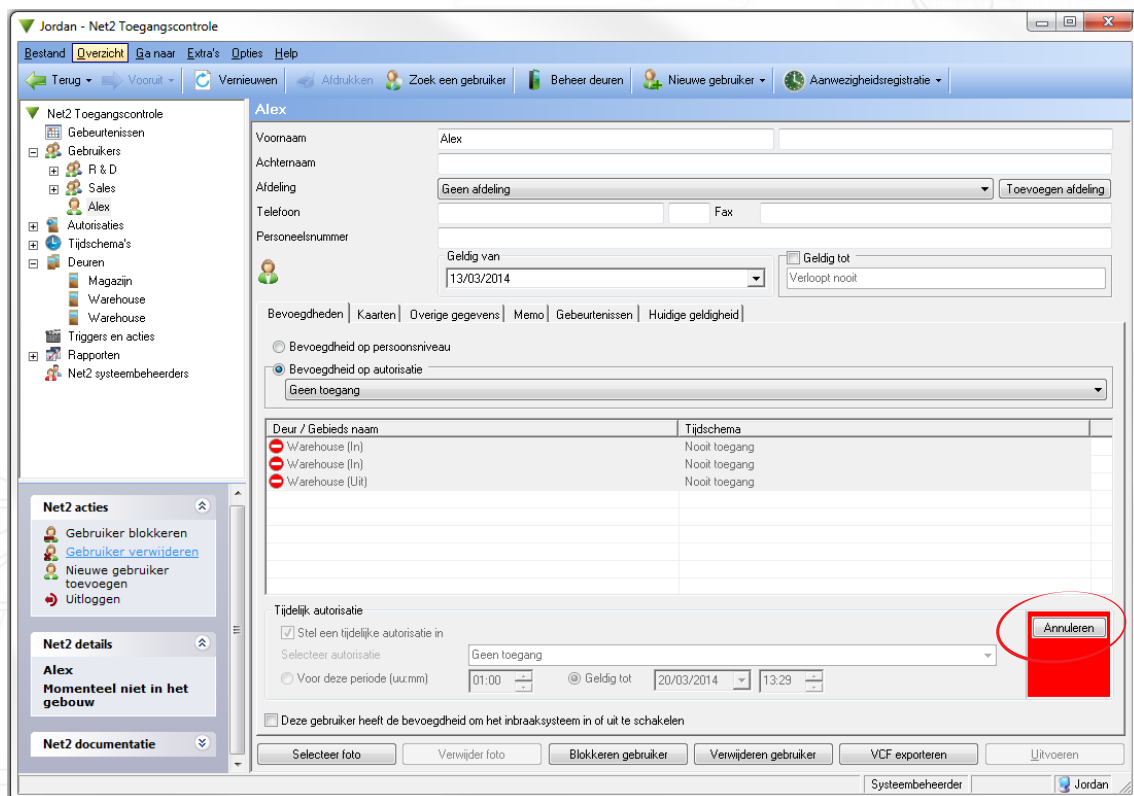 Jordan - Net2 Toegangscontrole
Bestand Overzicht Ga naar Extra's Opties Help
Terug Vooruit Vernieuwen Afdrukken Zoek een gebruiker Beheer deuren Nieuwe gebruiker Aanwezigheidsregistratie
Net2 Toegangscontrole
Gebeurtenissen
Gebruikers
R & D
Sales
Alex
Autorisaties
Tijdschema's
Deuren
Magazijn
Warehouse
Warehouse
Triggers en acties
Rapporten
Net2 systeembeheerders
Net2 acties
Gebruiker blokkeren
Gebruiker verwijderen
Nieuwe gebruiker
toevoegen
Uitloggen
Net2 details
Alex
Momenteel niet in het
gebouw
Net2 documentatie
Alex
Voornaam Alex
Achternaam
Afdeling Geen afdeling Toevoegen afdeling
Telefoon Fax
Personeelsnummer
Geldig van Geldig tot
13/03/2014 Verloopt nooit
Bevoegdheden Kaarten Overige gegevens Memo Gebeurtenissen Huidige geldigheid
Bevoegdheid op persoonsniveau
Bevoegdheid op autorisatie
Geen toegang
Deur / Gebieds naam Tijdschema
Warehouse (In) Nooit toegang
Warehouse (In) Nooit toegang
Warehouse (Uit) Nooit toegang
Tijdelijk autorisatie
Stel een tijdelijke autorisatie in Annuleren
Selecteer autorisatie Geen toegang
Voor deze periode (uu:mm) 01:00 Geldig tot 20/03/2014 13:29
Deze gebruiker heeft de bevoegdheid om het inbraaksysteem in of uit te schakelen
Selecteer foto Verwijder foto Blokkeren gebruiker Verwijderen gebruiker VCF exporteren Uitvoeren
Systeembeheerder Jordan